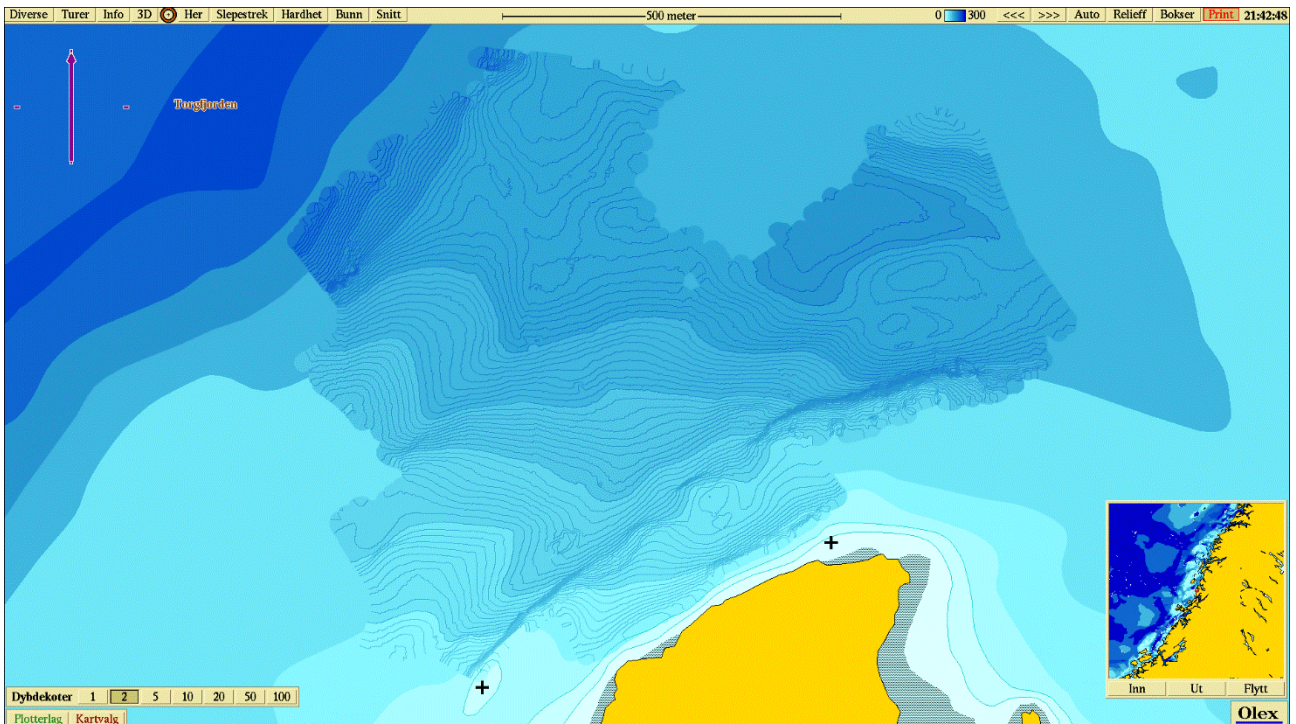 Diverse Turer Info 3D Her Slepestrek Hardhet Bunn Snitt 500 meter 0 300 <<< >>> Auto Relieff Bokser Print 21:42:48
Torgfjorden
Inn Ut Flytt
Dybdekoter 1 2 5 10 20 50 100
Plotterlag Kartvalg
Olex